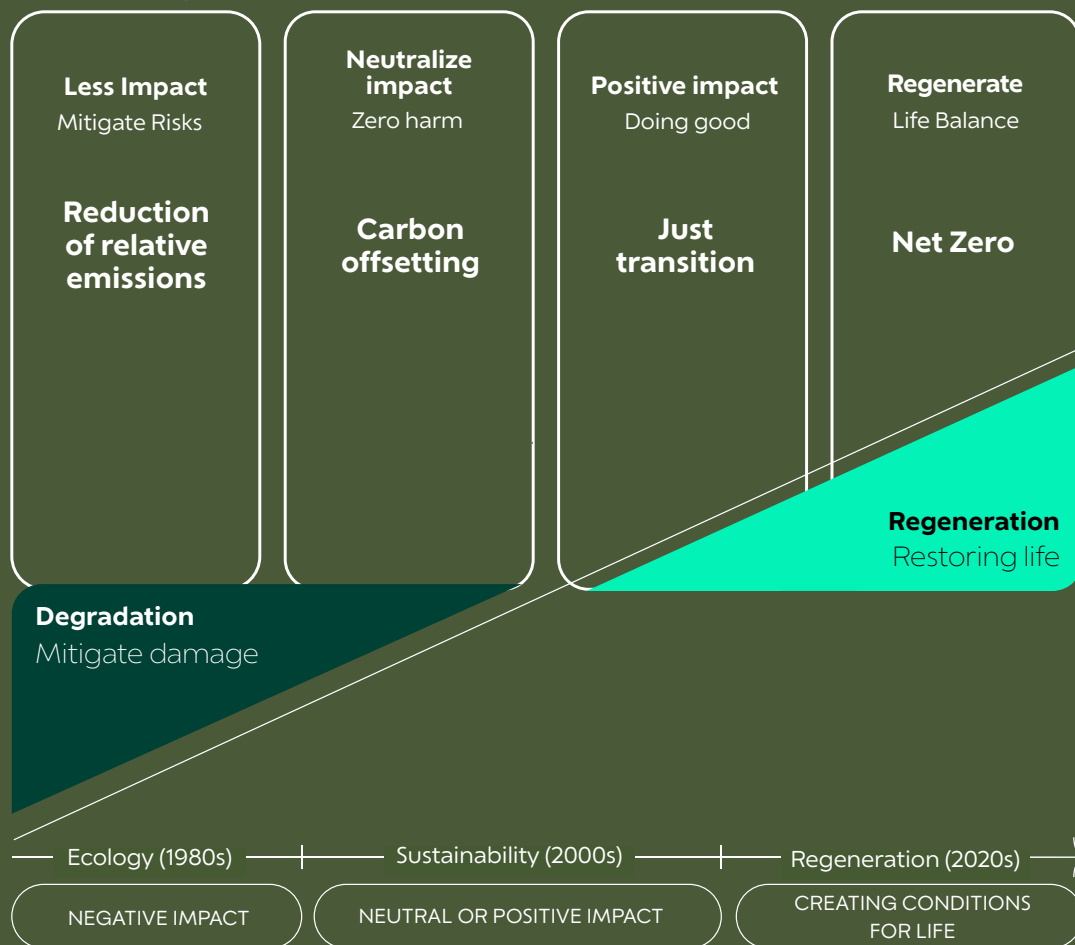 Less Impact
Mitigate Risks
Reduction
of relative
emissions
Neutralize
impact
Zero harm
Carbon
offsetting
Positive impact
Doing good
Just
transition
Regenerate
Life Balance
Net Zero
Regeneration
Restoring life
Degradation
Mitigate damage
Ecology (1980s)
Sustainability (2000s)
Regeneration (2020s)
NEGATIVE IMPACT
NEUTRAL OR POSITIVE IMPACT
CREATING CONDITIONS
FOR LIFE